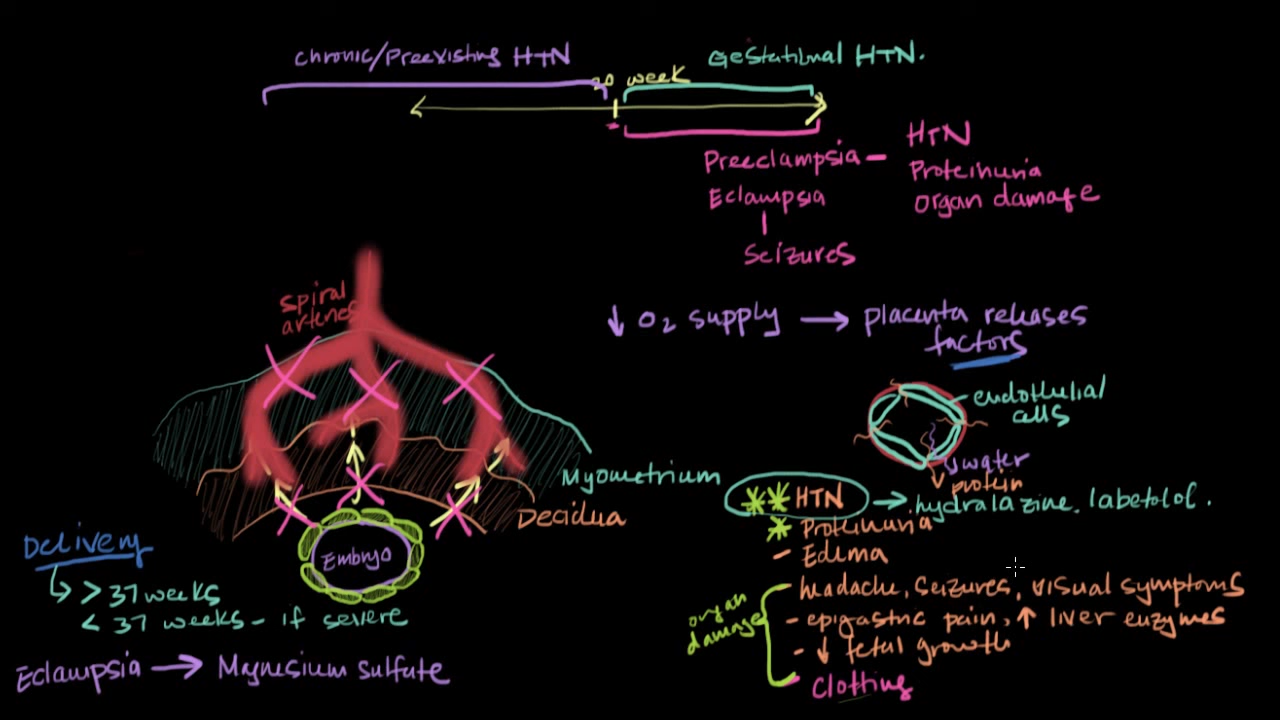 Chronic/Preexisting HTN
Gestational HTN.
20 week
Preeclampsia - HTN
Proteinuria
organ damage
Eclampsia
Seizures
spiral
arteries
↓ O2 supply → placenta releases
factors
endothelial
cells
↓ water
↓ protein
Myometrium
Decidua
Embryo
** HTN → hydralazine, labetolol.
* Proteinuria
- Edema
organ
damage
- headache, Seizures, visual symptoms
- epigastric pain, ↑ liver enzymes
- ↓ fetal growth
- Clotting
Delivery
↳ > 37 weeks
< 37 weeks - if severe
Eclampsia → Magnesium sulfate